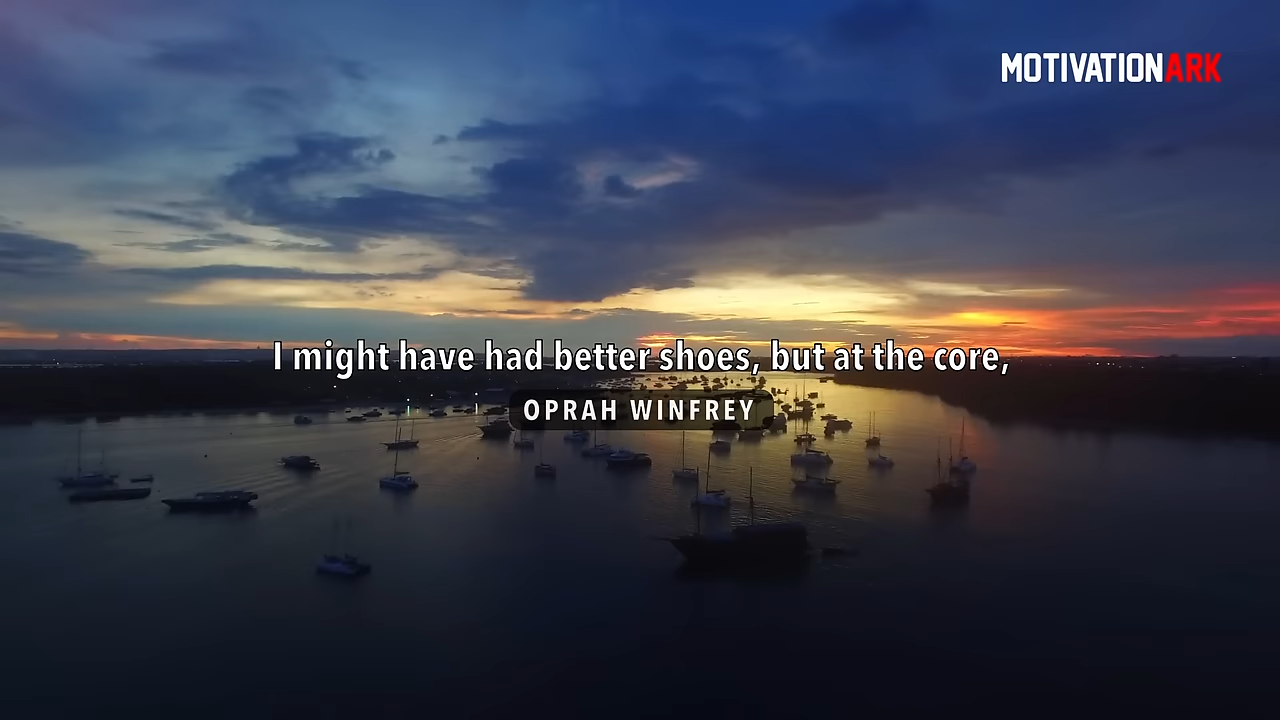 MOTIVATIONARK
I might have had better shoes, but at the core,
OPRAH WINFREY